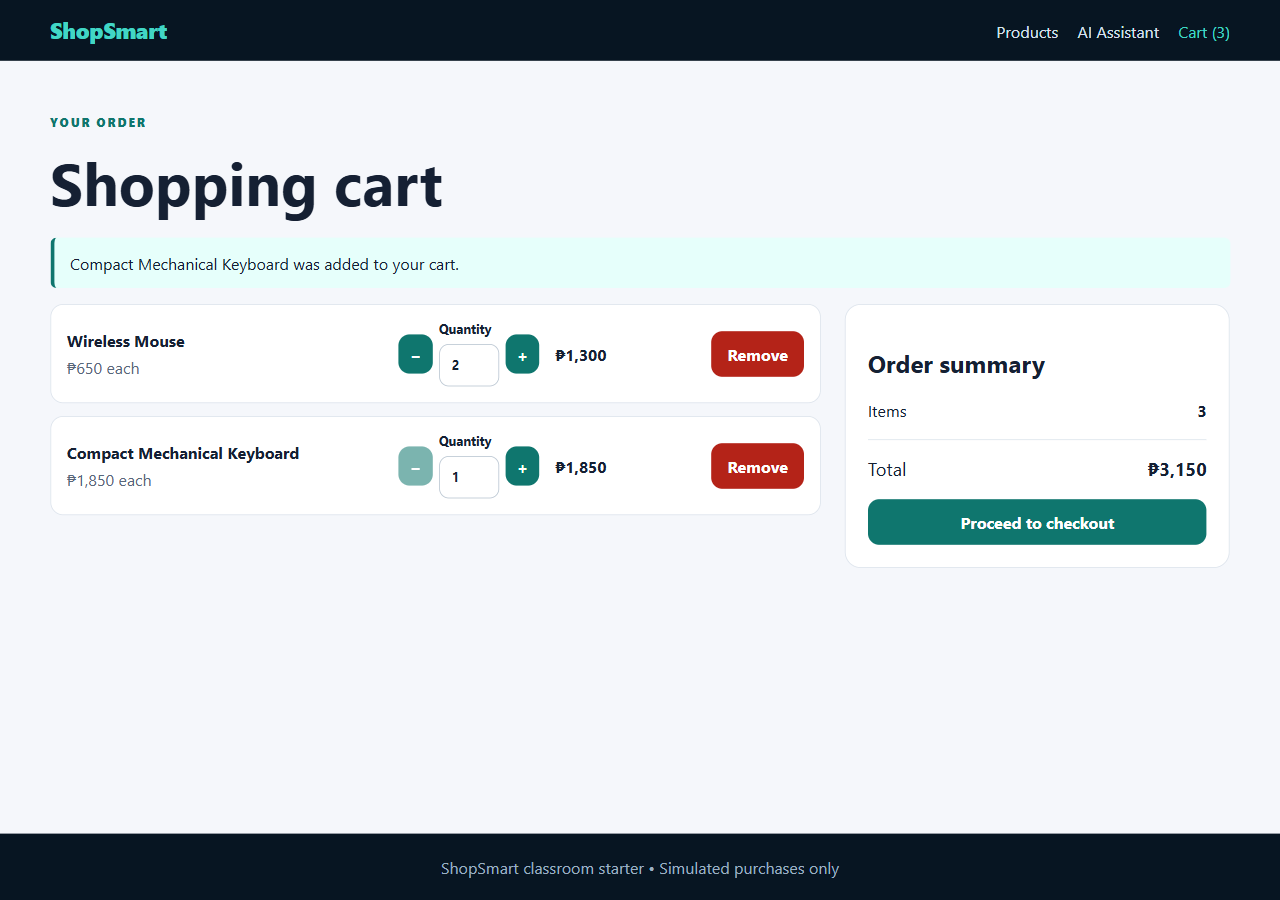 ShopSmart
Products AI Assistant Cart (3)
YOUR ORDER
Shopping cart
Compact Mechanical Keyboard was added to your cart.
Wireless Mouse
₱650 each
Quantity
– 2 +
₱1,300
Remove
Compact Mechanical Keyboard
₱1,850 each
Quantity
– 1 +
₱1,850
Remove
Order summary
Items 3
Total ₱3,150
Proceed to checkout
ShopSmart classroom starter • Simulated purchases only